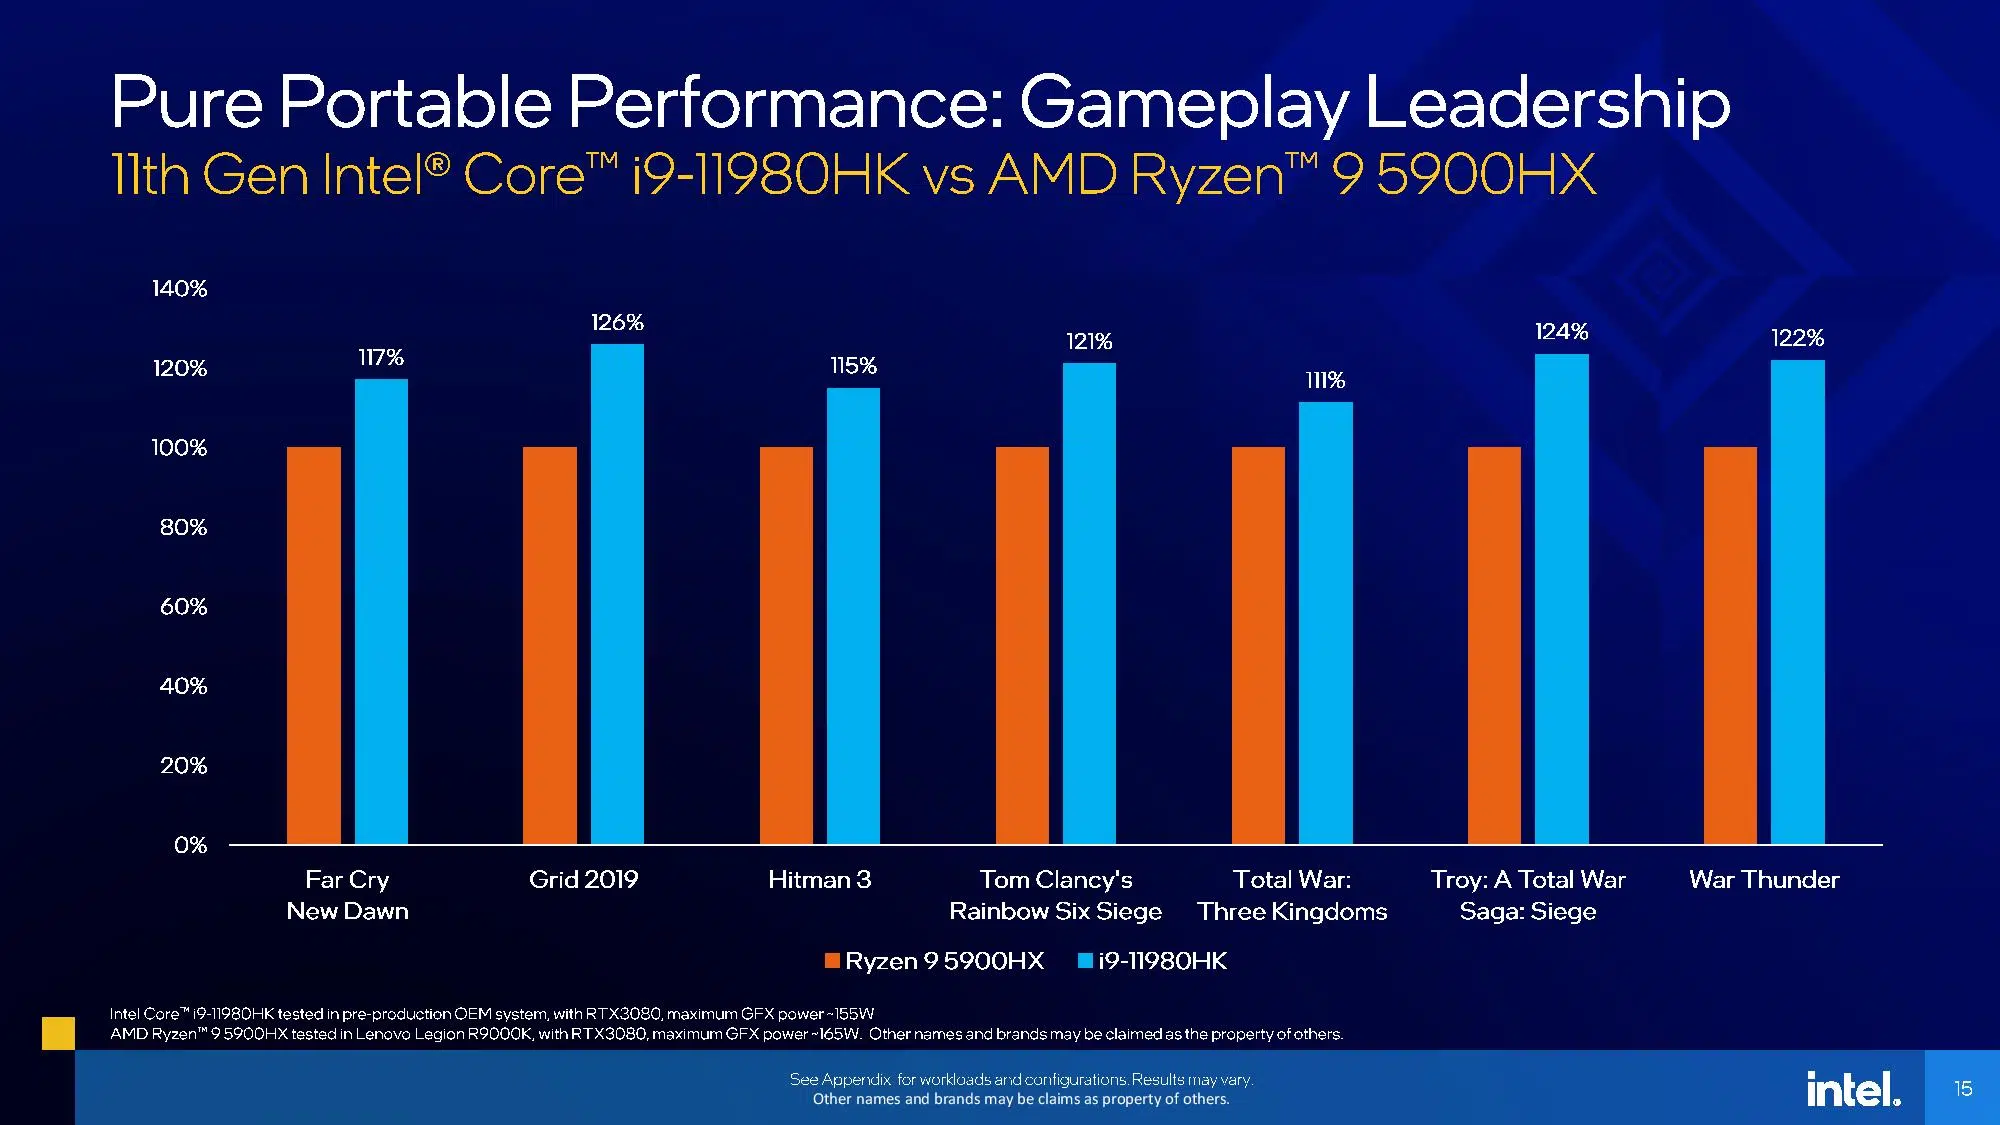 Pure Portable Performance: Gameplay Leadership
11th Gen Intel® Core™ i9-11980HK vs AMD Ryzen™ 9 5900HX
140%
120%
100%
80%
60%
40%
20%
0%
117%
126%
115%
121%
111%
124%
122%
Far Cry
New Dawn
Grid 2019
Hitman 3
Tom Clancy's
Rainbow Six Siege
Total War:
Three Kingdoms
Troy: A Total War
Saga: Siege
War Thunder
Ryzen 9 5900HX
i9-11980HK
Intel Core™ i9-11980HK tested in pre-production OEM system, with RTX3080, maximum GFX power ~155W
AMD Ryzen™ 9 5900HX tested in Lenovo Legion R9000K, with RTX3080, maximum GFX power ~165W. Other names and brands may be claimed as the property of others.
See Appendix for workloads and configurations. Results may vary.
Other names and brands may be claims as property of others.
intel.
15